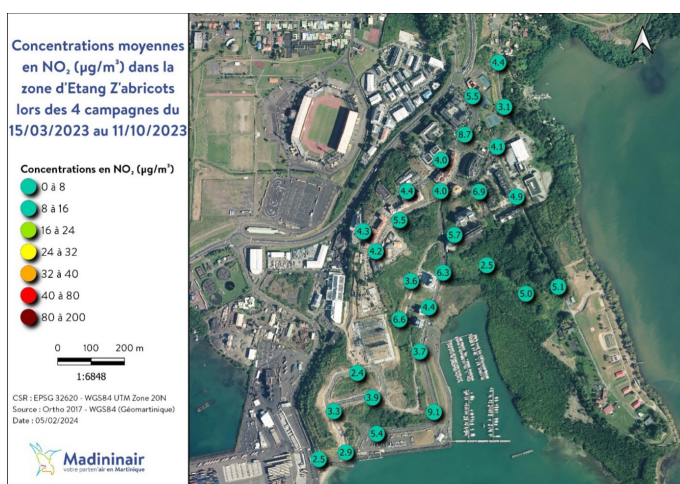 Concentrations moyennes
en NO₂ (µg/m³) dans la
zone d'Etang Z'abricots
lors des 4 campagnes du
15/03/2023 au 11/10/2023
Concentrations en NO₂ (µg/m³)
0 à 8
8 à 16
16 à 24
24 à 32
32 à 40
40 à 80
80 à 200
0 100 200 m
1:6848
CSR : EPSG 32620 - WGS84 UTM Zone 20N
Source : Ortho 2017 - WGS84 (Géomartinique)
Date : 05/02/2024
Madininair
votre parten'air en Martinique
4.4
5.5
3.1
8.7
4.1
4.0
4.4
4.0
6.9
4.9
5.5
4.3
5.7
4.2
2.5
6.3
3.6
5.1
5.0
4.4
6.6
3.7
2.4
3.9
3.3
9.1
5.4
2.9
2.5